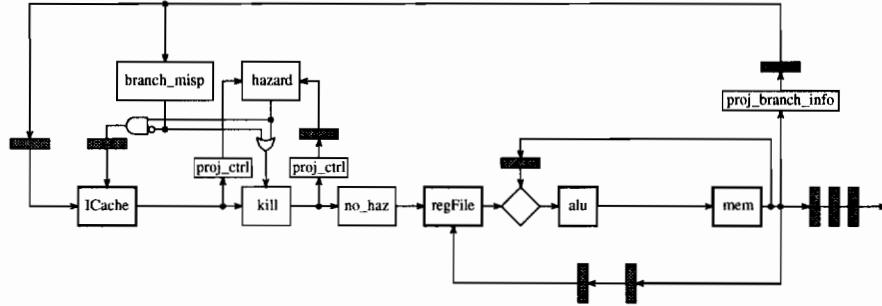 branch_misp
hazard
proj_branch_info
proj_ctrl
proj_ctrl
ICache
kill
no_haz
regFile
alu
mem